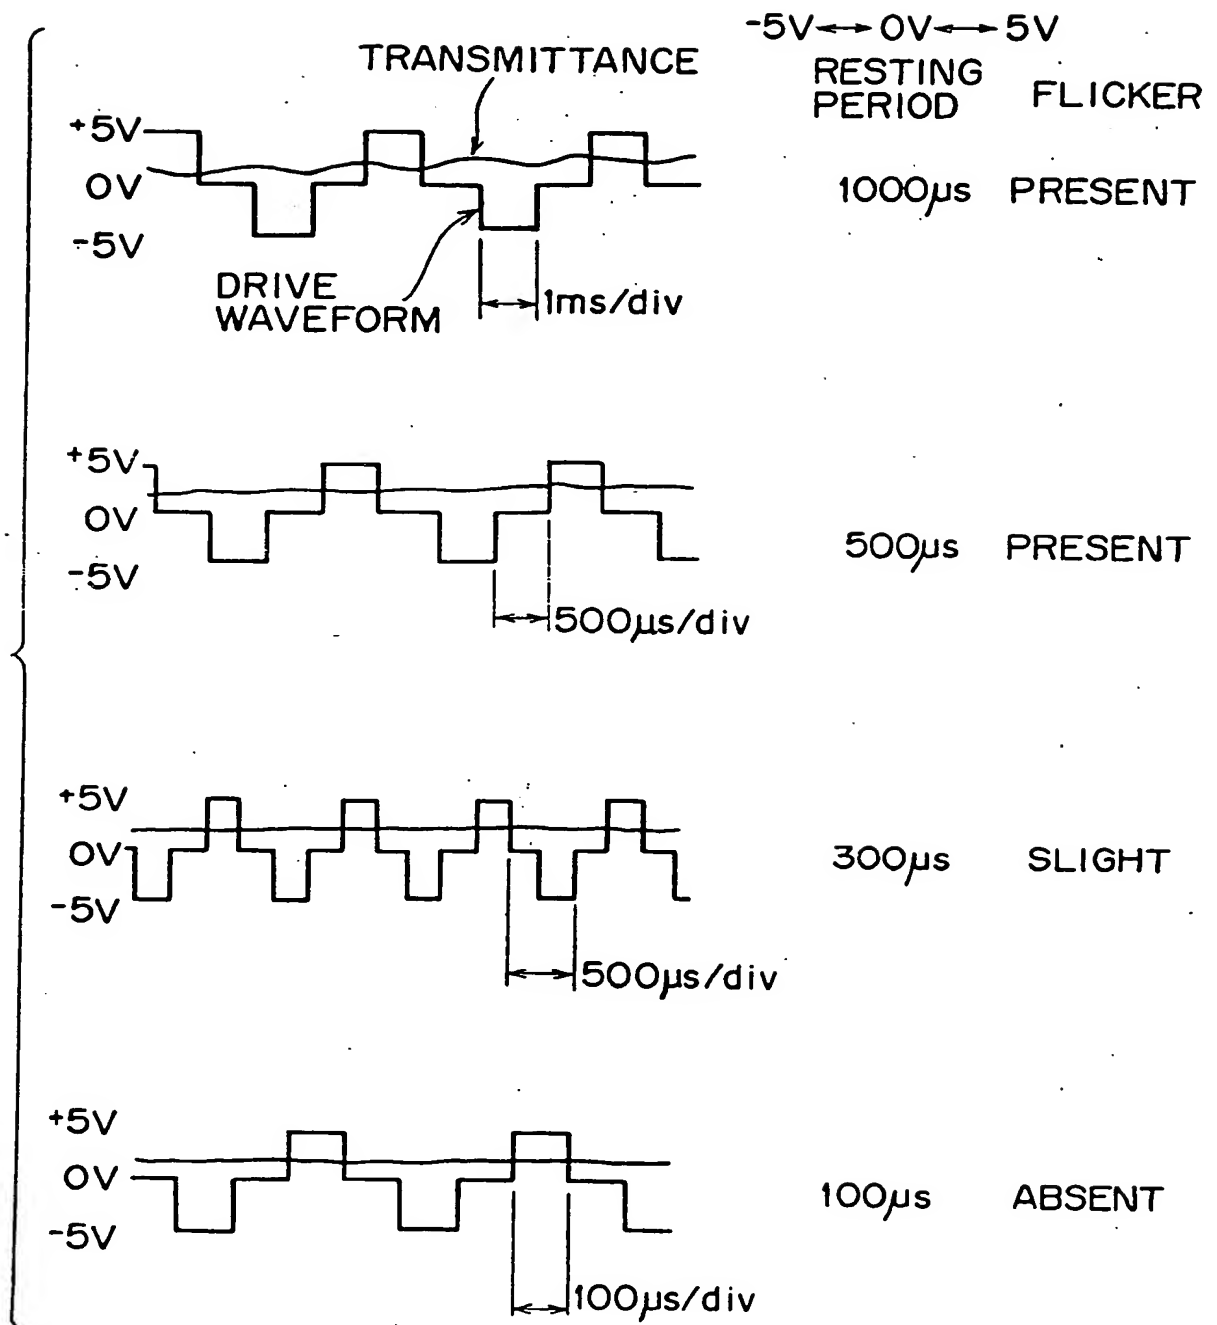 -5V↔0V↔5V
TRANSMITTANCE
RESTING
PERIOD
FLICKER
+5V
0V
-5V
1000µs PRESENT
DRIVE
WAVEFORM
1ms/div
+5V
0V
-5V
500µs PRESENT
500µs/div
+5V
0V
-5V
300µs SLIGHT
500µs/div
+5V
0V
-5V
100µs ABSENT
100µs/div